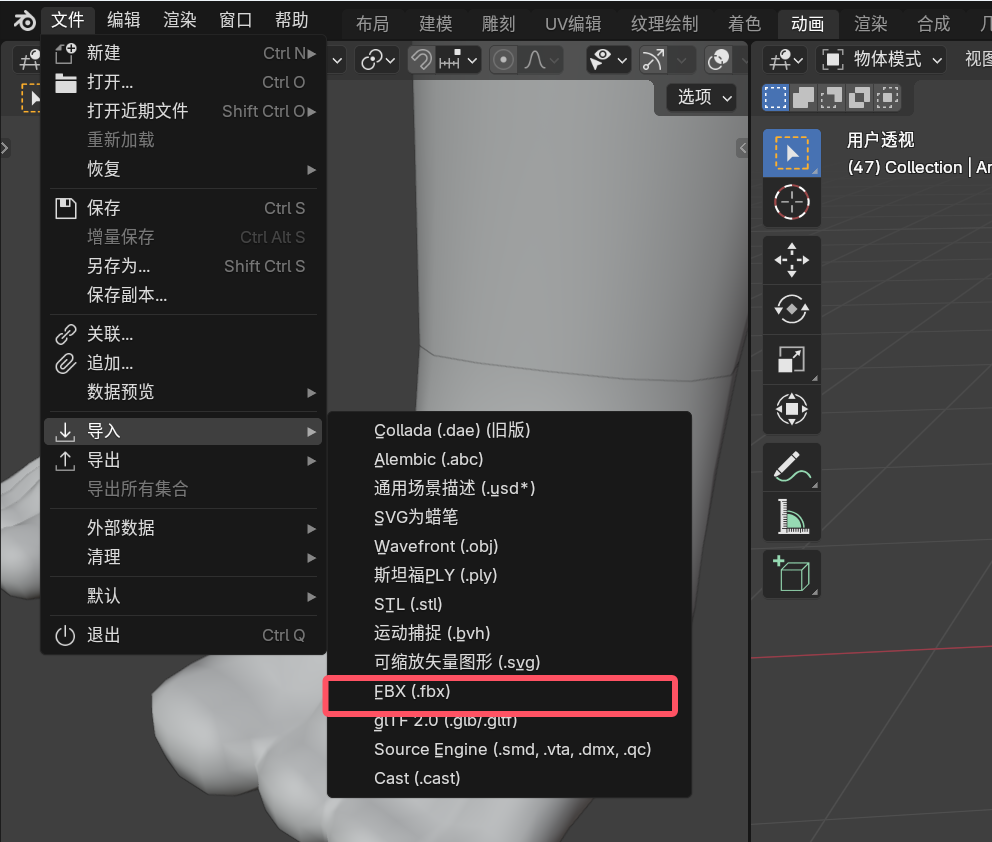 文件 编辑 渲染 窗口 帮助 布局 建模 雕刻 UV编辑 纹理绘制 着色 动画 渲染 合成
新建 Ctrl N
打开... Ctrl O
打开近期文件 Shift Ctrl O
重新加载
恢复
保存 Ctrl S
增量保存 Ctrl Alt S
另存为... Shift Ctrl S
保存副本...
关联...
追加...
数据预览
导入
导出
导出所有集合
外部数据
清理
默认
退出 Ctrl Q
Collada (.dae) (旧版)
Alembic (.abc)
通用场景描述 (.usd*)
SVG为蜡笔
Wavefront (.obj)
斯坦福PLY (.ply)
STL (.stl)
运动捕捉 (.bvh)
可缩放矢量图形 (.svg)
FBX (.fbx)
glTF 2.0 (.glb/.gltf)
Source Engine (.smd, .vta, .dmx, .qc)
Cast (.cast)
选项
物体模式 视图
用户透视
(47) Collection | Ar